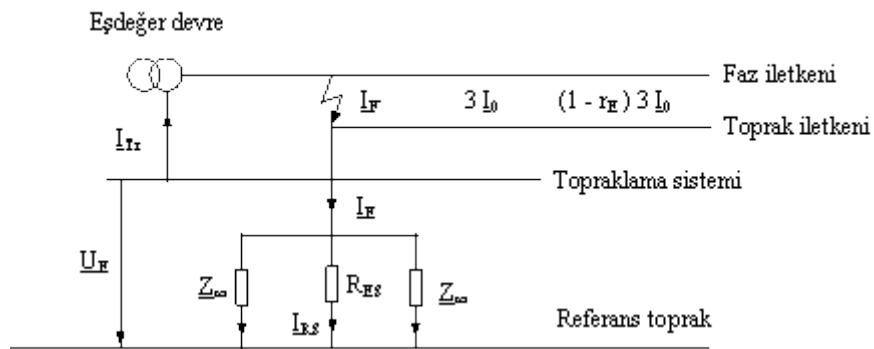 Eşdeğer devre
Faz iletkeni
I_F 3 I_0 (1 - r_E) 3 I_0
Toprak iletkeni
I_Tr
Topraklama sistemi
I_E
U_E
Z_∞ R_ES Z_∞
I_RS
Referans toprak